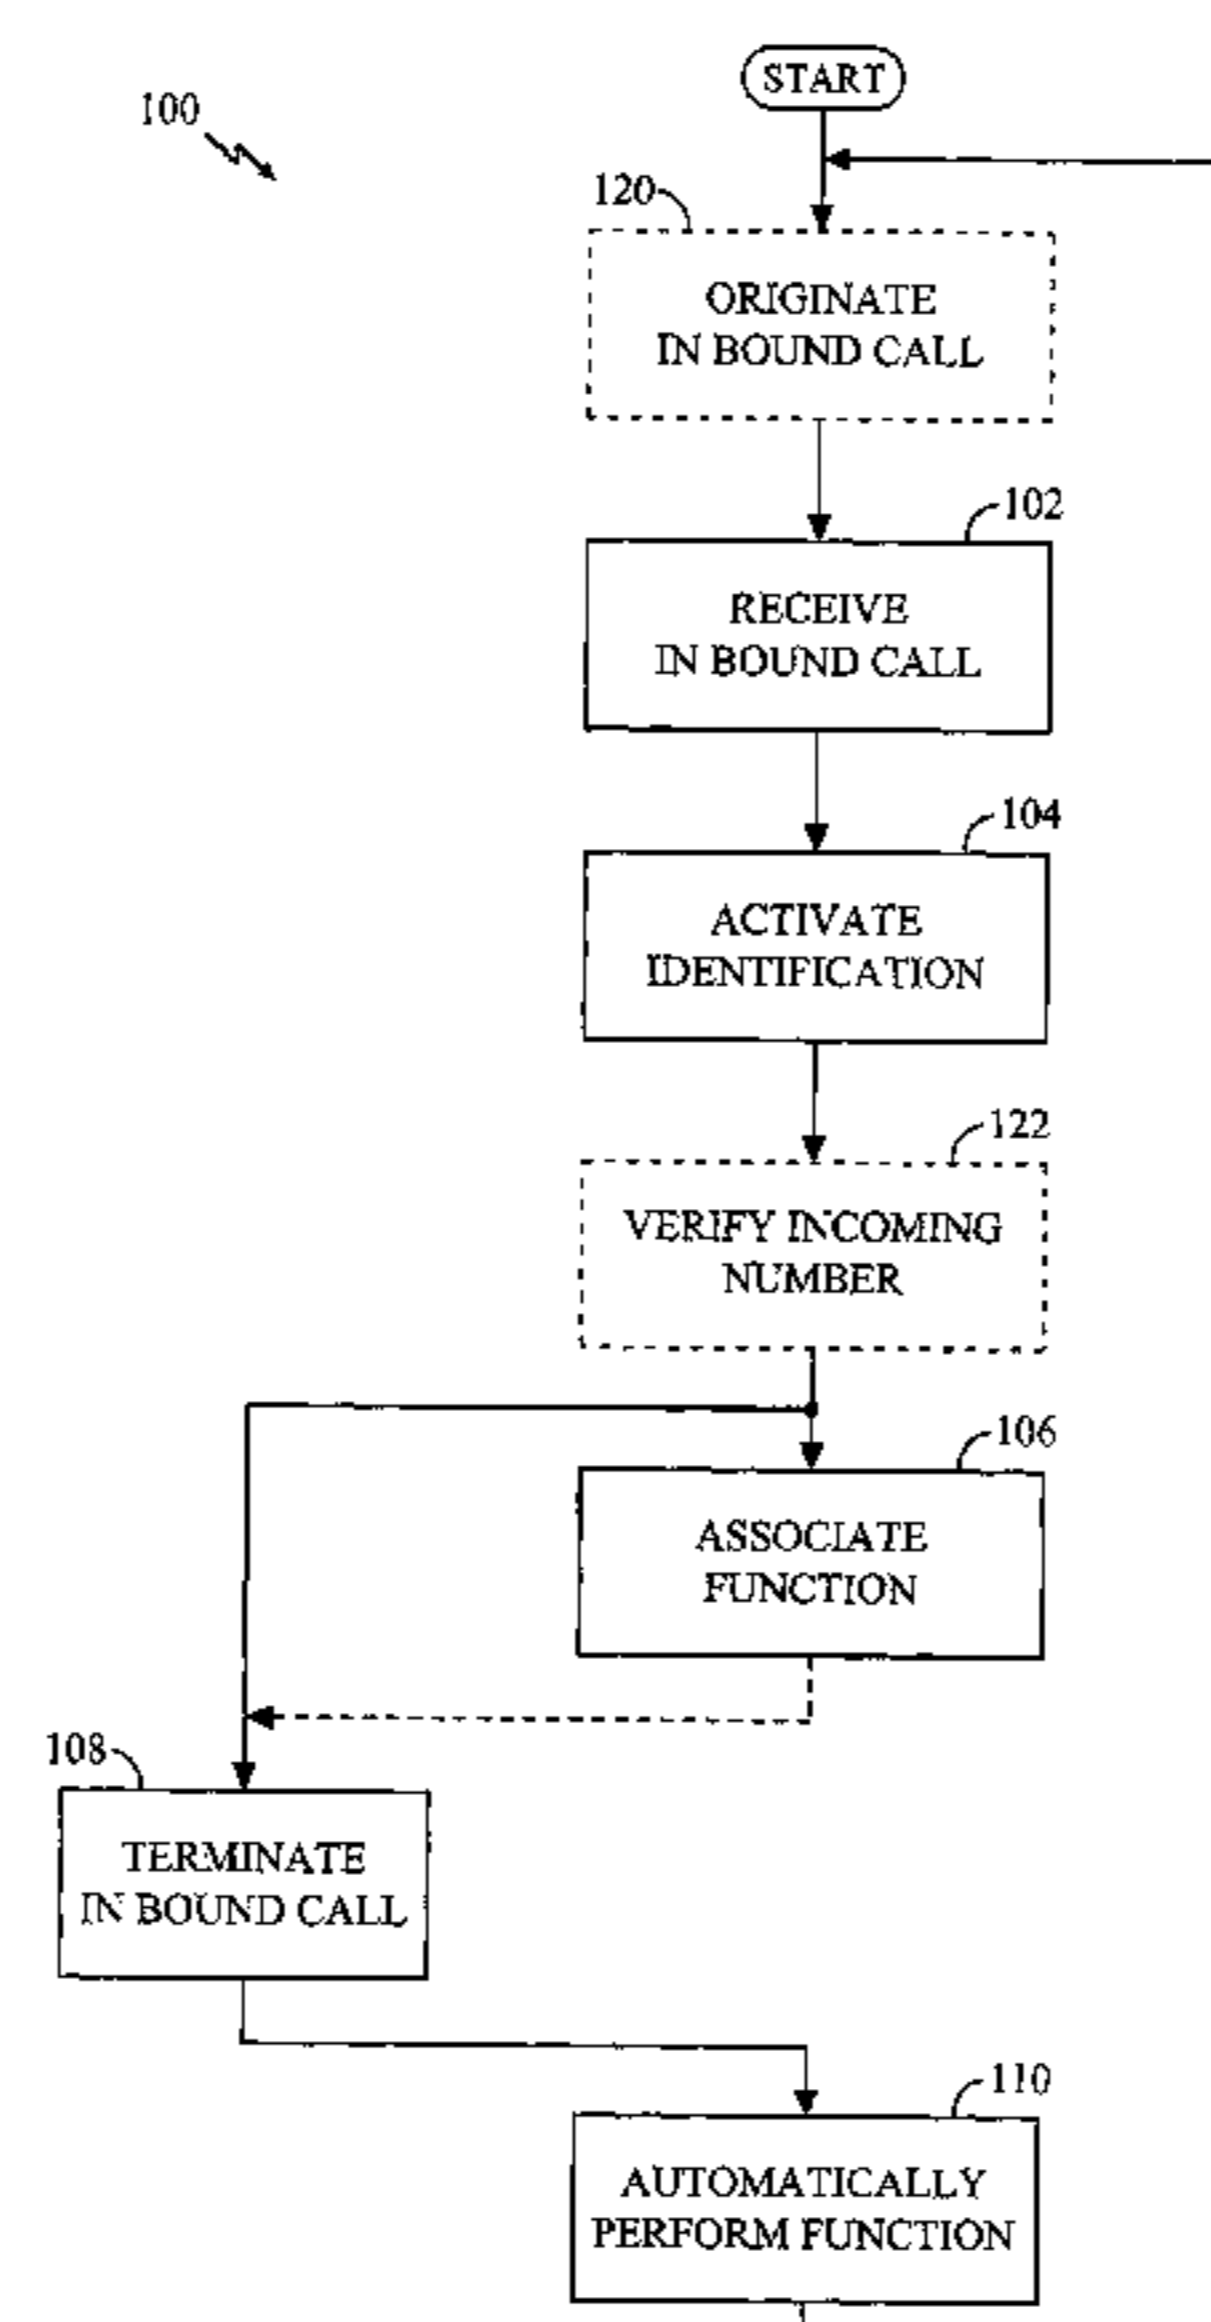 START
100
120
ORIGINATE
IN BOUND CALL
102
RECEIVE
IN BOUND CALL
104
ACTIVATE
IDENTIFICATION
122
VERIFY INCOMING
NUMBER
106
ASSOCIATE
FUNCTION
108
TERMINATE
IN BOUND CALL
110
AUTOMATICALLY
PERFORM FUNCTION